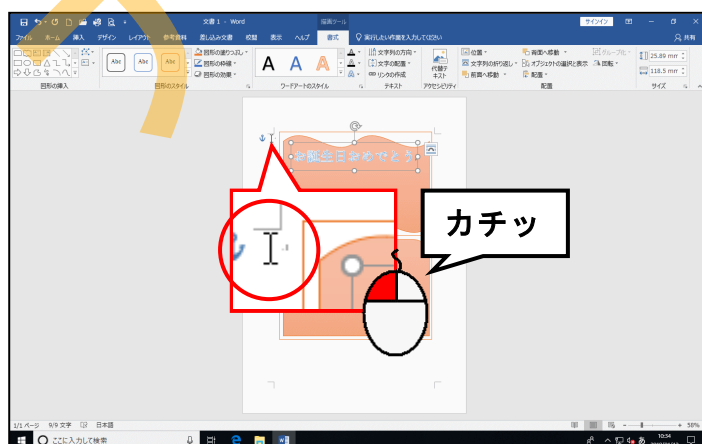 文書 1 - Word
描画ツール
サインイン
ファイル ホーム 挿入 デザイン レイアウト 参考資料 差し込み文書 校閲 表示 ヘルプ 書式 実行したい作業を入力してください 共有
Abc Abc Abc
図形の塗りつぶし
図形の枠線
図形の効果
A A A
文字列の方向
文字の配置
リンクの作成
代替テキスト
位置
文字列の折り返し
前面へ移動
背面へ移動
オブジェクトの選択と表示
配置
グループ化
回転
25.89 mm
118.5 mm
図形の挿入 図形のスタイル ワードアートのスタイル テキスト アクセシビリティ 配置 サイズ
お誕生日おめでとう
カチッ
1/1 ページ 9/9 文字 日本語
50%
ここに入力して検索
あ
10:34